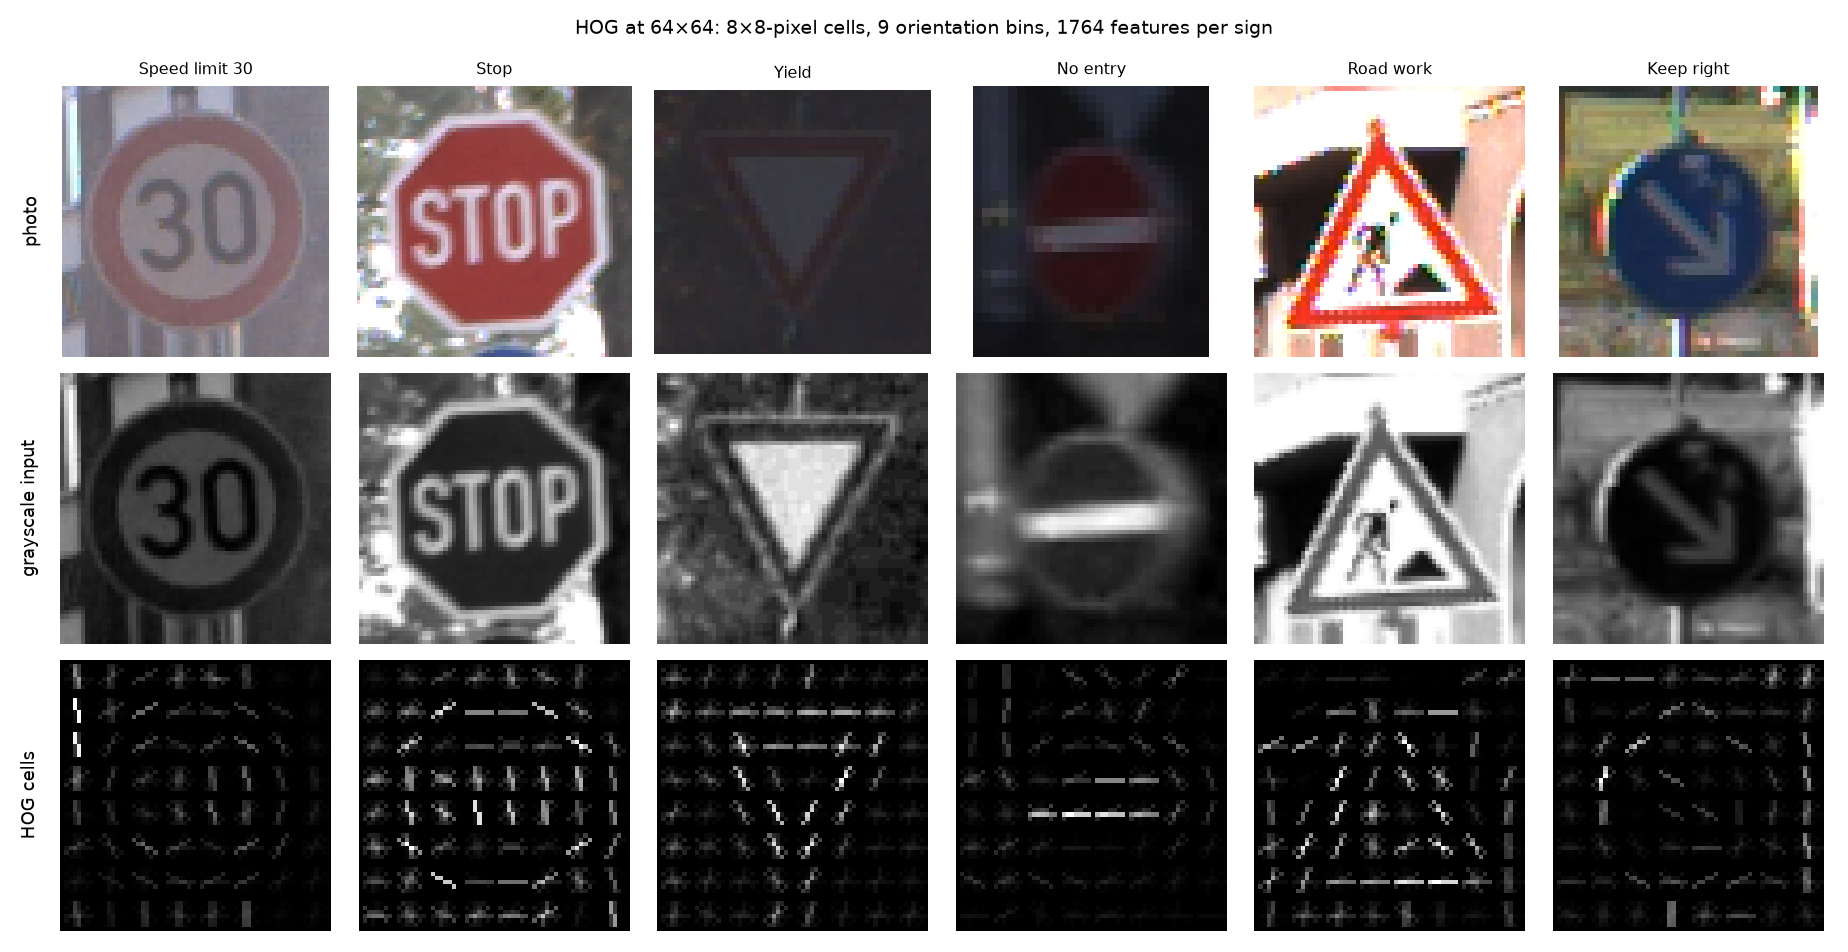 HOG at 64×64: 8×8-pixel cells, 9 orientation bins, 1764 features per sign
Speed limit 30
Stop
Yield
No entry
Road work
Keep right
photo
30
STOP
grayscale input
30
STOP
HOG cells